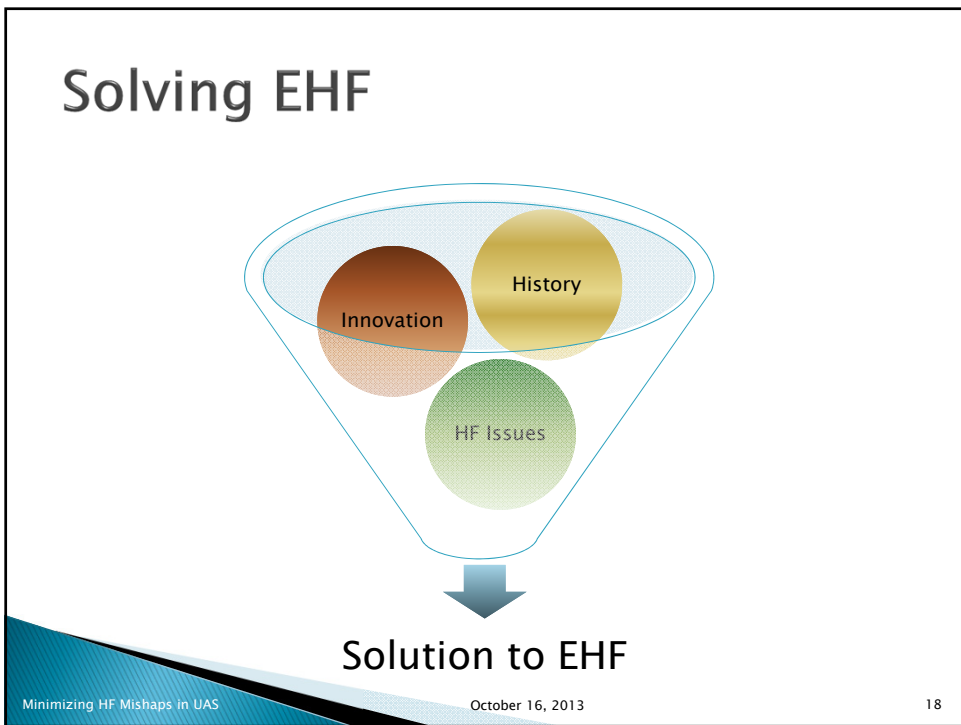 Solving EHF
History
Innovation
HF Issues
Solution to EHF
Minimizing HF Mishaps in UAS
October 16, 2013
18